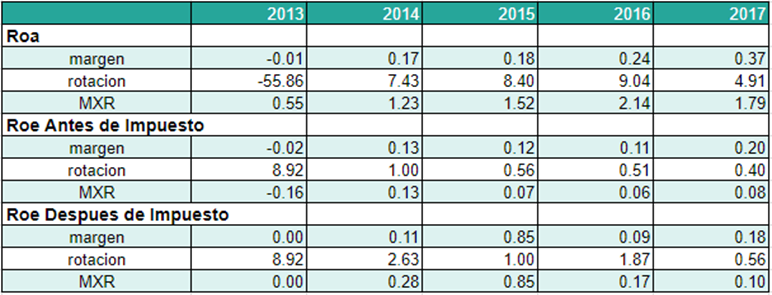 2013 2014 2015 2016 2017
Roa
margen -0.01 0.17 0.18 0.24 0.37
rotacion -55.86 7.43 8.40 9.04 4.91
MXR 0.55 1.23 1.52 2.14 1.79
Roe Antes de Impuesto
margen -0.02 0.13 0.12 0.11 0.20
rotacion 8.92 1.00 0.56 0.51 0.40
MXR -0.16 0.13 0.07 0.06 0.08
Roe Despues de Impuesto
margen 0.00 0.11 0.85 0.09 0.18
rotacion 8.92 2.63 1.00 1.87 0.56
MXR 0.00 0.28 0.85 0.17 0.10